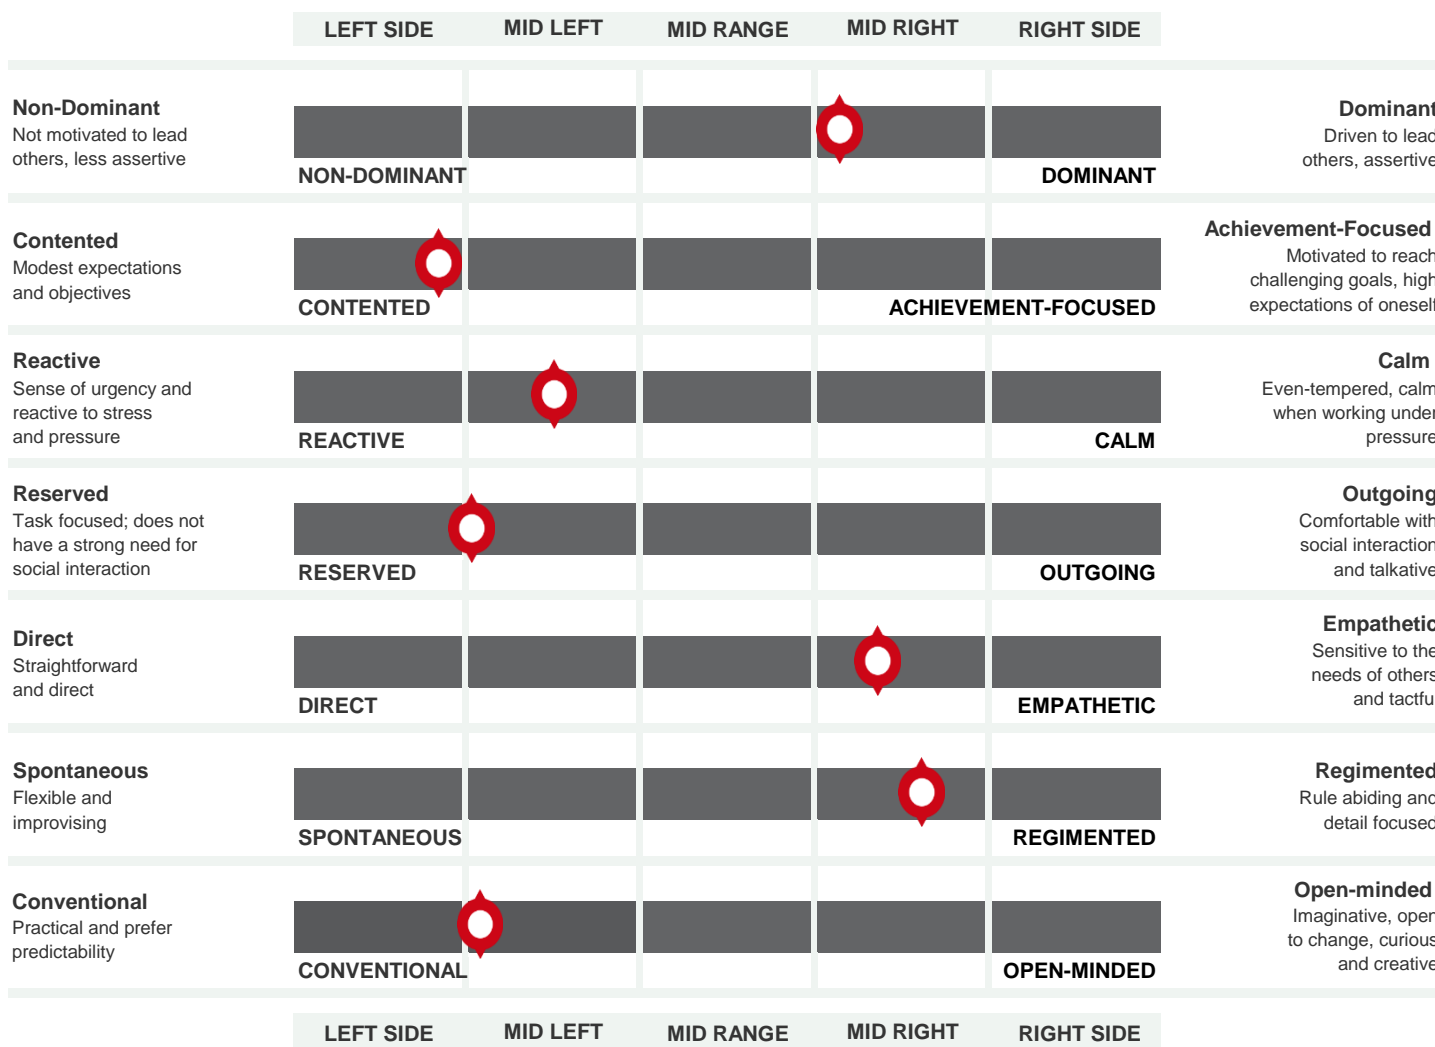 LEFT SIDE MID LEFT MID RANGE MID RIGHT RIGHT SIDE
Non-Dominant
Not motivated to lead
others, less assertive
NON-DOMINANT
DOMINANT
Dominant
Driven to lead
others, assertive
Contented
Modest expectations
and objectives
CONTENTED
ACHIEVEMENT-FOCUSED
Achievement-Focused
Motivated to reach
challenging goals, high
expectations of oneself
Reactive
Sense of urgency and
reactive to stress
and pressure
REACTIVE
CALM
Calm
Even-tempered, calm
when working under
pressure
Reserved
Task focused; does not
have a strong need for
social interaction
RESERVED
OUTGOING
Outgoing
Comfortable with
social interaction
and talkative
Direct
Straightforward
and direct
DIRECT
EMPATHETIC
Empathetic
Sensitive to the
needs of others
and tactfu
Spontaneous
Flexible and
improvising
SPONTANEOUS
REGIMENTED
Regimented
Rule abiding and
detail focused
Conventional
Practical and prefer
predictability
CONVENTIONAL
OPEN-MINDED
Open-minded
Imaginative, open
to change, curious
and creative
LEFT SIDE MID LEFT MID RANGE MID RIGHT RIGHT SIDE